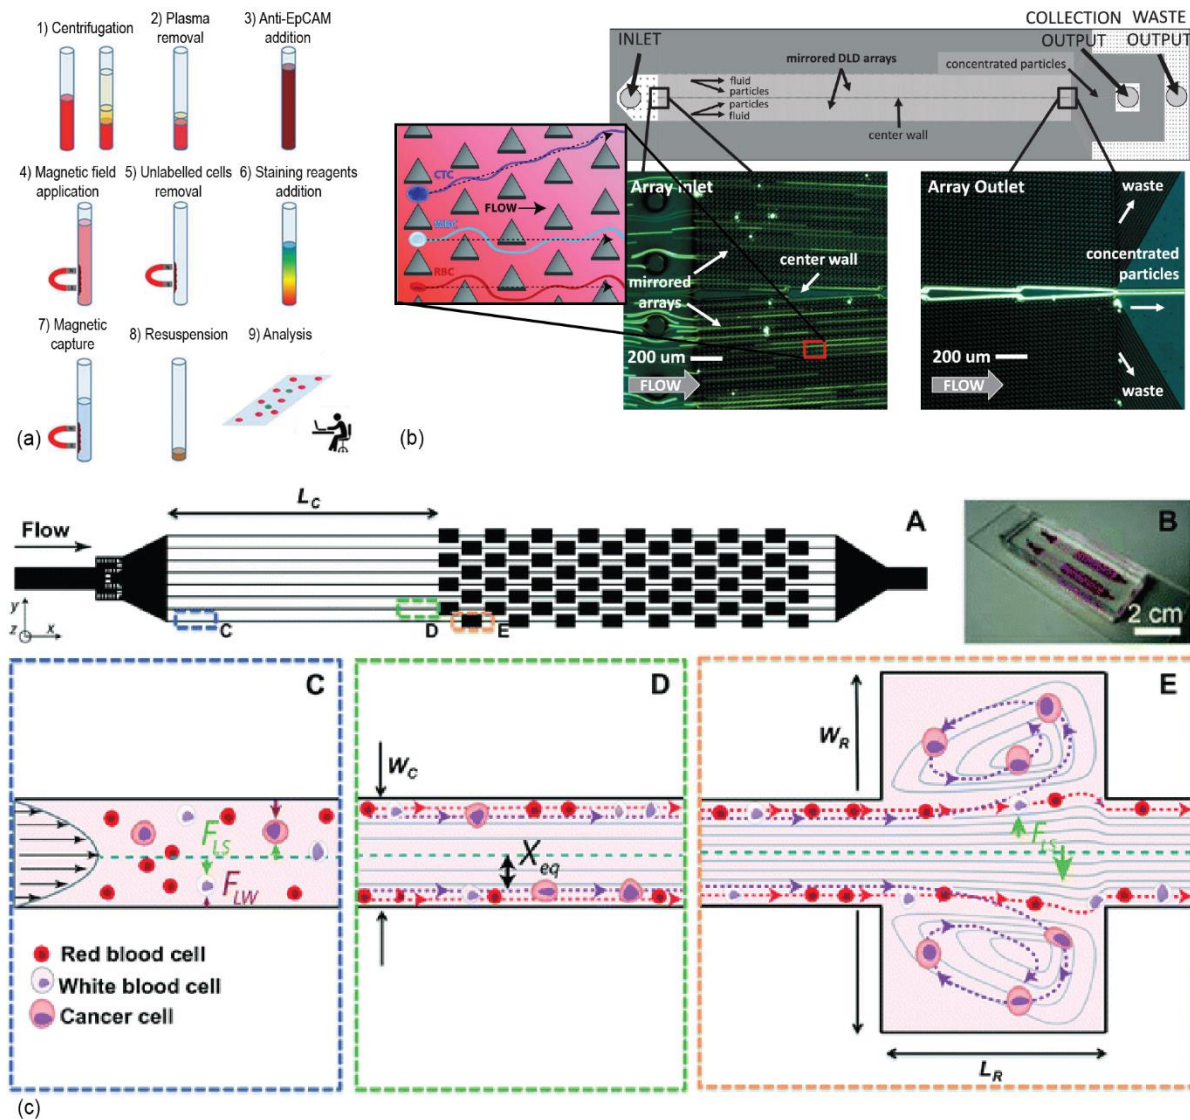 1) Centrifugation
2) Plasma
removal
3) Anti-EpCAM
addition
4) Magnetic field
application
5) Unlabelled cells
removal
6) Staining reagents
addition
7) Magnetic
capture
8) Resuspension
9) Analysis
(a)
INLET
mirrored DLD arrays
COLLECTION
OUTPUT
WASTE
OUTPUT
concentrated particles
fluid
particles
particles
fluid
center wall
CTC
FLOW
WBC
RBC
Array Inlet
center wall
mirrored
arrays
200 um
FLOW
Array Outlet
waste
concentrated
particles
200 um
waste
FLOW
(b)
L_C
A
Flow
y
z
x
C
D
E
B
2 cm
C
F_LS
F_LW
Red blood cell
White blood cell
Cancer cell
D
W_C
X_eq
E
W_R
F_LS
L_R
(c)